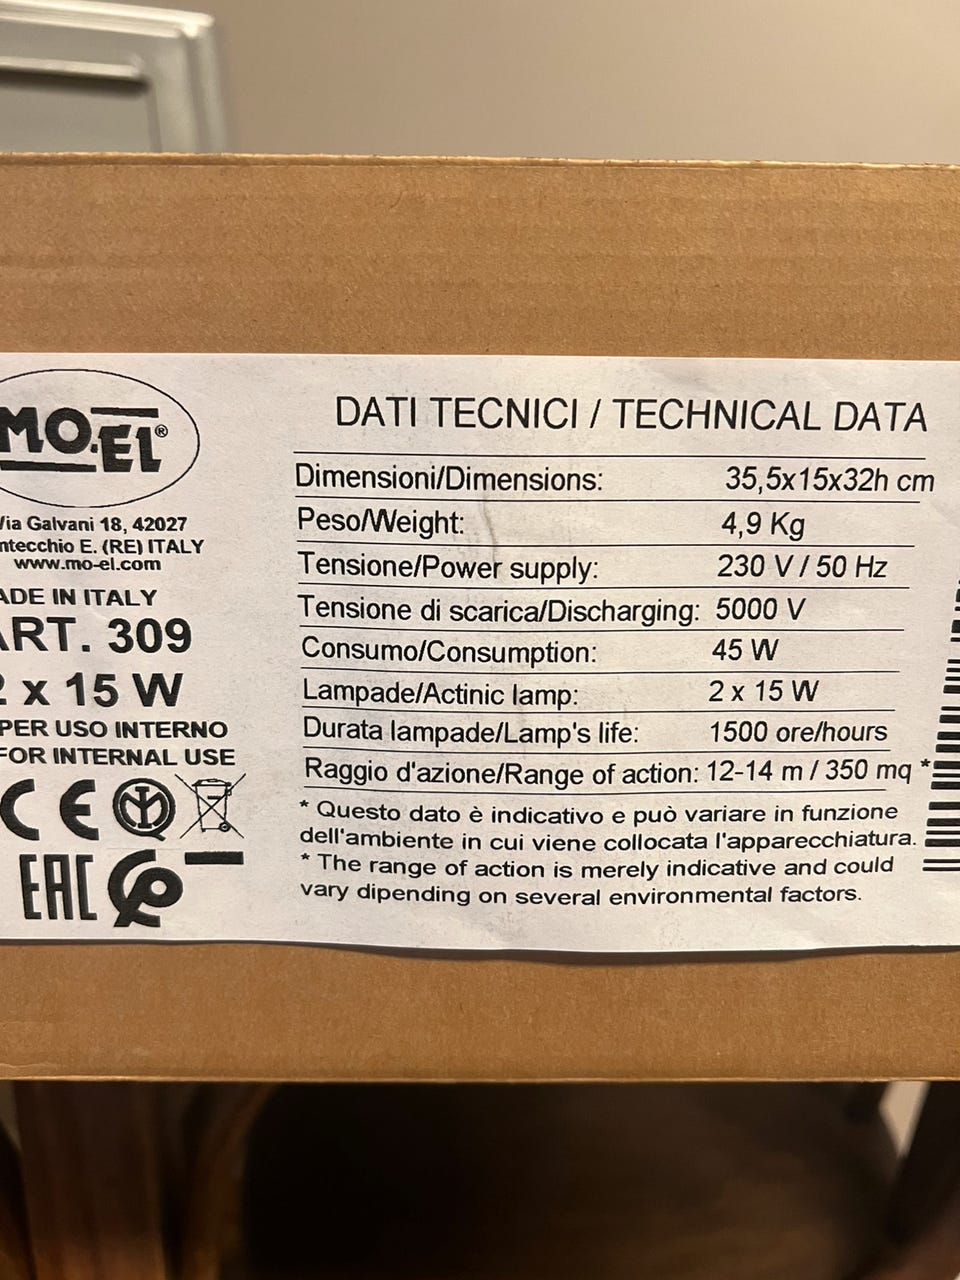 MO-EL®
Via Galvani 18, 42027
ntecchio E. (RE) ITALY
www.mo-el.com
ADE IN ITALY
ART. 309
2 x 15 W
PER USO INTERNO
FOR INTERNAL USE
CE
EAC
DATI TECNICI / TECHNICAL DATA
Dimensioni/Dimensions: 35,5x15x32h cm
Peso/Weight: 4,9 Kg
Tensione/Power supply: 230 V / 50 Hz
Tensione di scarica/Discharging: 5000 V
Consumo/Consumption: 45 W
Lampade/Actinic lamp: 2 x 15 W
Durata lampade/Lamp's life: 1500 ore/hours
Raggio d'azione/Range of action: 12-14 m / 350 mq *
* Questo dato è indicativo e può variare in funzione
dell'ambiente in cui viene collocata l'apparecchiatura.
* The range of action is merely indicative and could
vary dipending on several environmental factors.